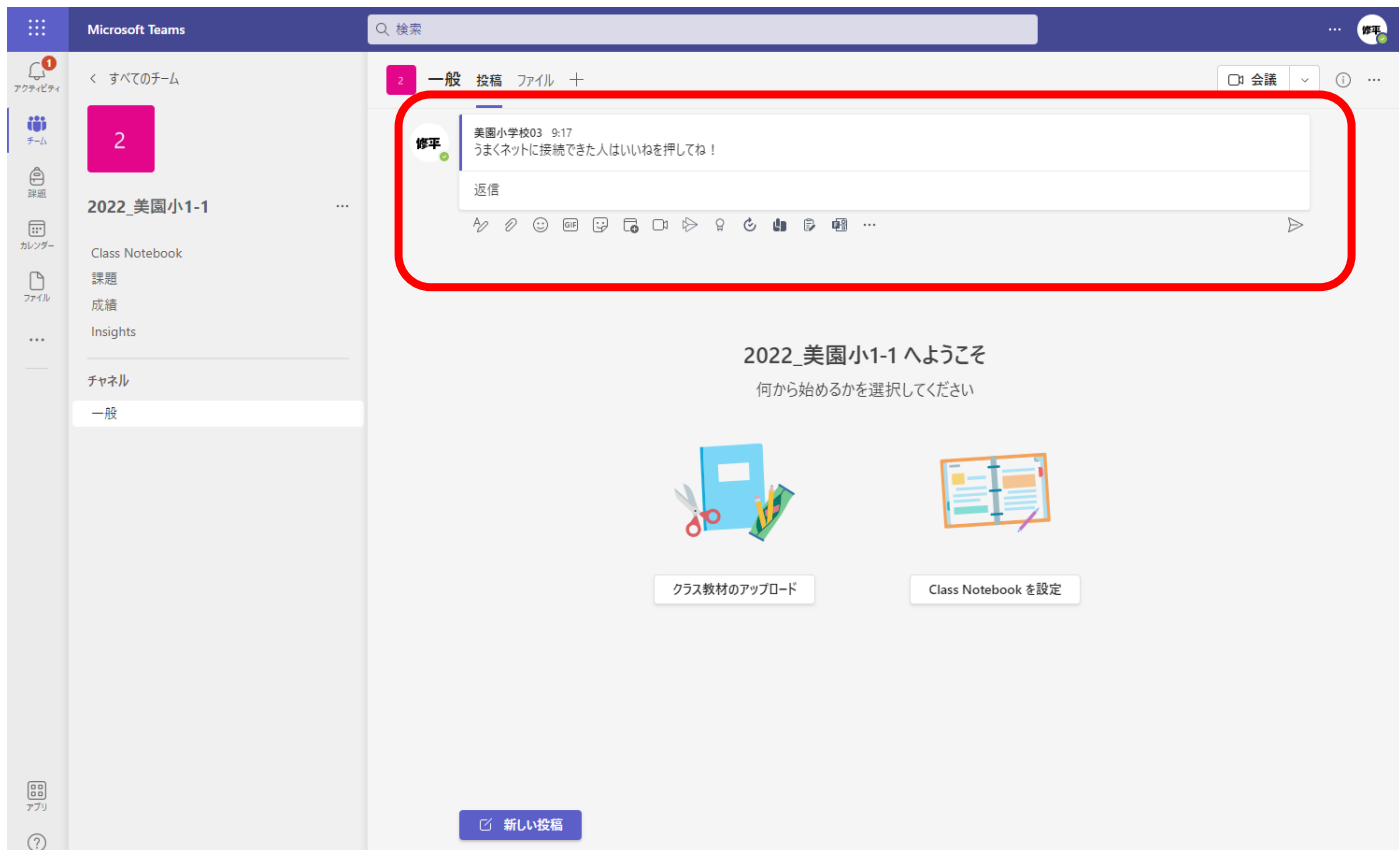 Microsoft Teams
検索
修平
1
アクティビティ
チーム
課題
カレンダー
ファイル
アプリ
すべてのチーム
2
2022_美園小1-1
Class Notebook
課題
成績
Insights
チャネル
一般
2 一般 投稿 ファイル
会議
修平
美園小学校03 9:17
うまくネットに接続できた人はいいねを押してね！
返信
GIF
2022_美園小1-1 へようこそ
何から始めるかを選択してください
クラス教材のアップロード
Class Notebook を設定
新しい投稿